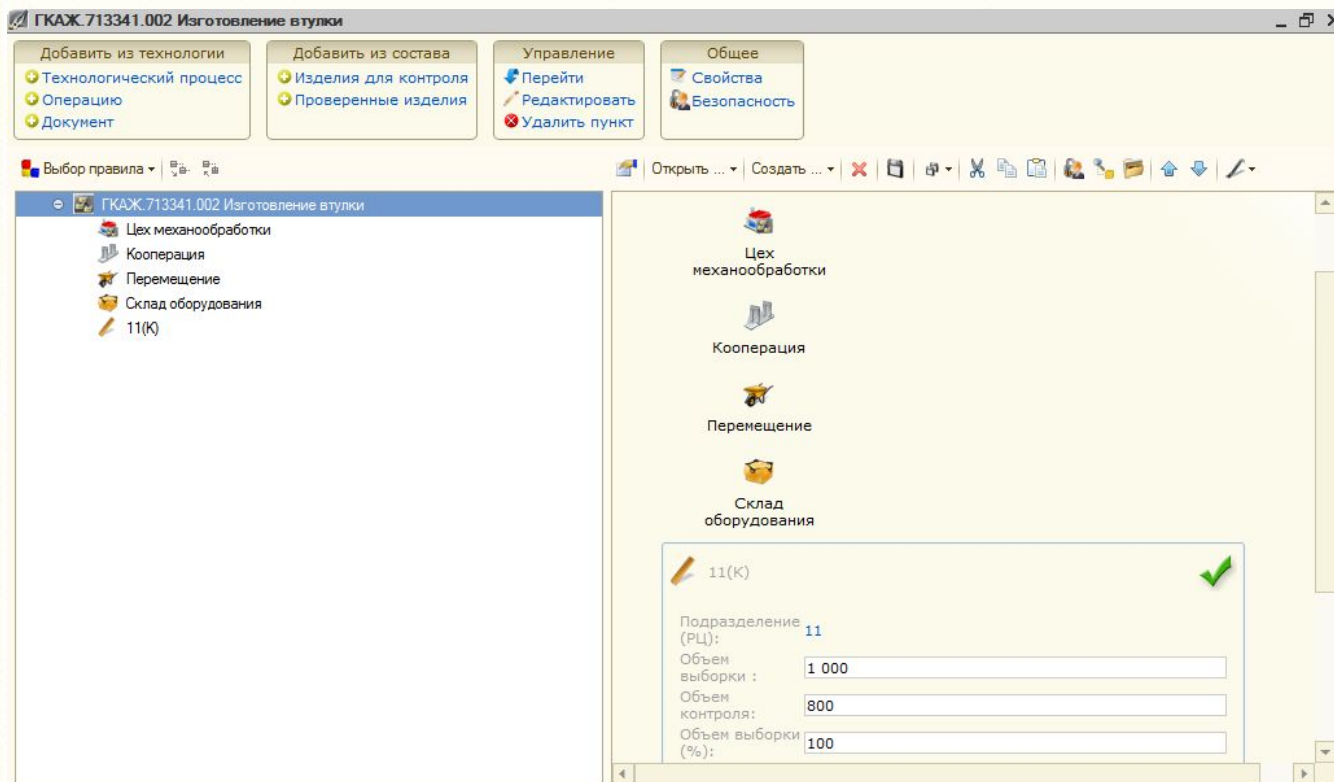 ГКАЖ.713341.002 Изготовление втулки
Добавить из технологии
Технологический процесс
Операцию
Документ
Добавить из состава
Изделия для контроля
Проверенные изделия
Управление
Перейти
Редактировать
Удалить пункт
Общее
Свойства
Безопасность
Выбор правила
Открыть ...
Создать ...
ГКАЖ.713341.002 Изготовление втулки
Цех механообработки
Кооперация
Перемещение
Склад оборудования
11(К)
Цех
механообработки
Кооперация
Перемещение
Склад
оборудования
11(К)
Подразделение
(РЦ):
11
Объем
выборки :
1 000
Объем
контроля:
800
Объем выборки
(%):
100